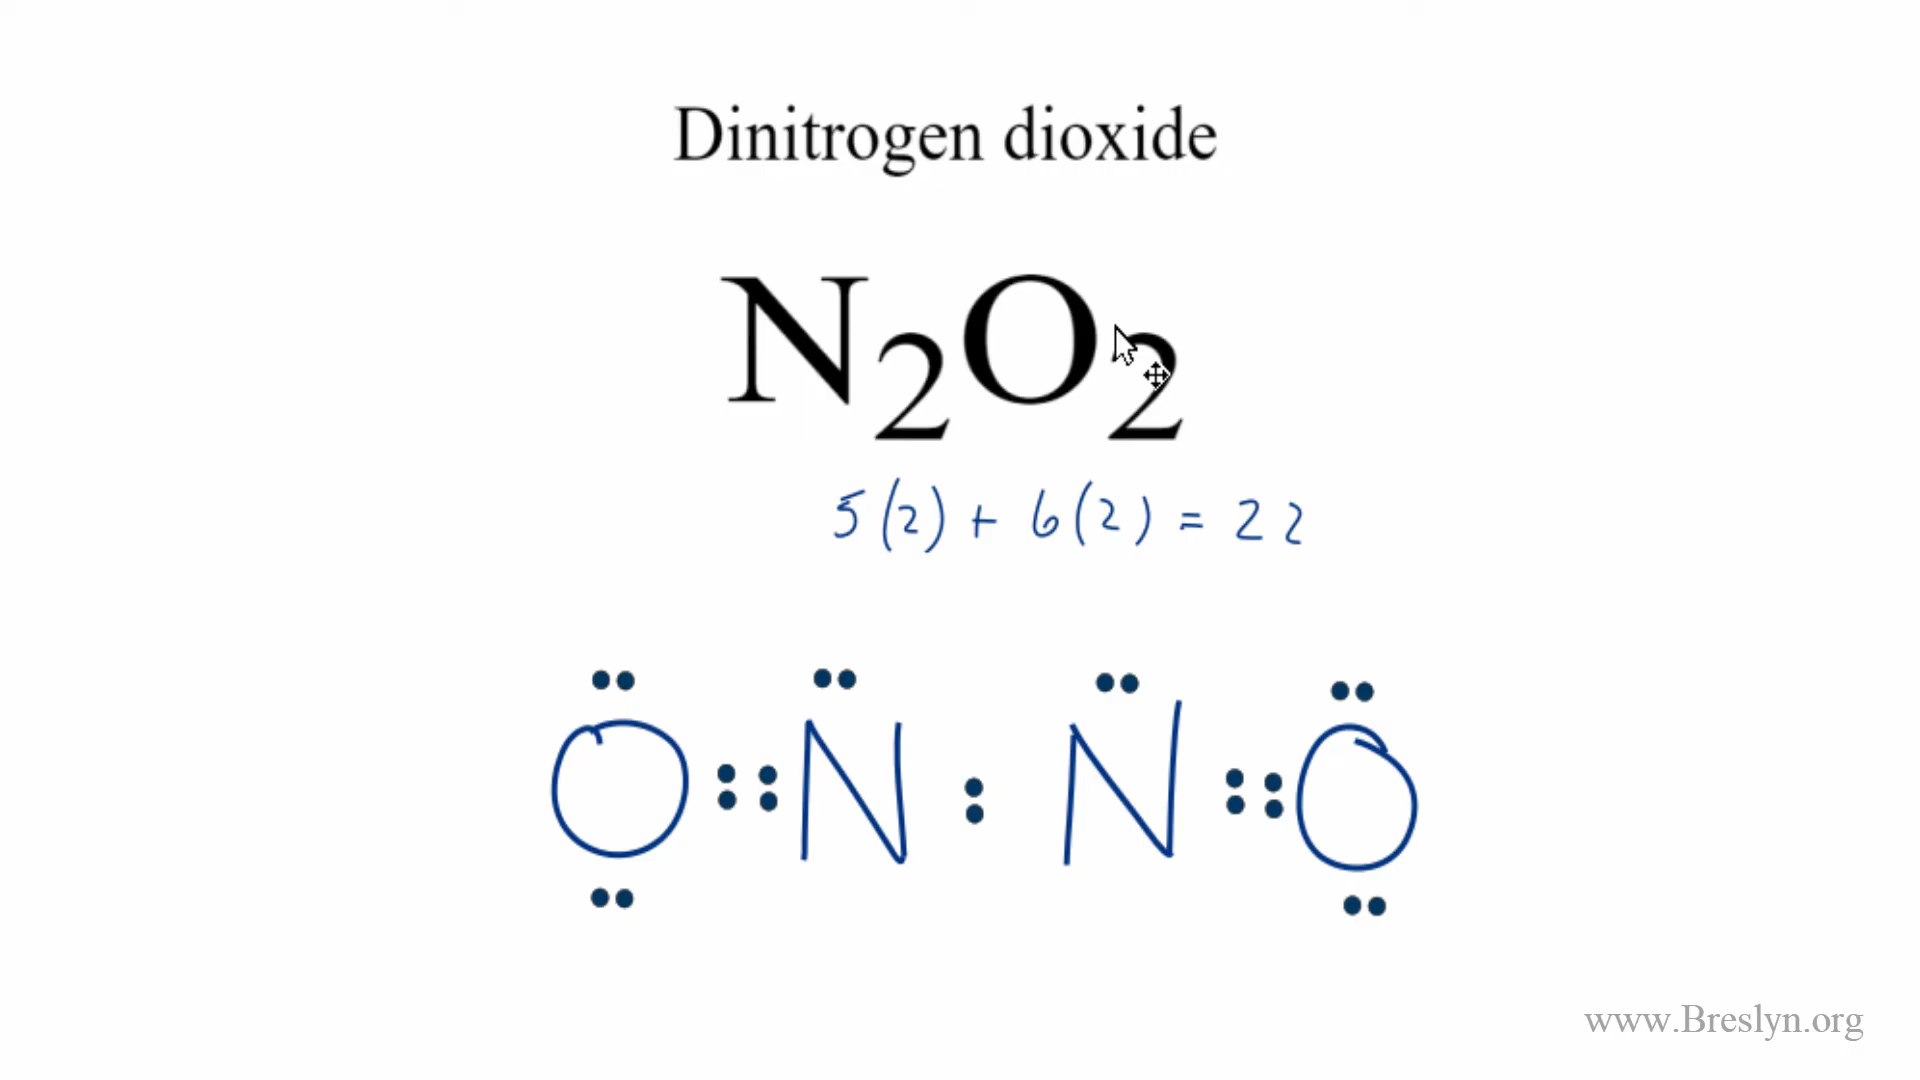 Dinitrogen dioxide
N₂O₂
5(2) + 6(2) = 22
O N N O
www.Breslyn.org